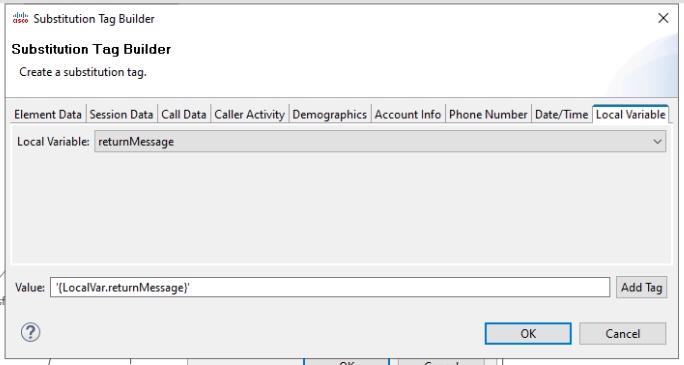 cisco Substitution Tag Builder
Substitution Tag Builder
Create a substitution tag.
Element Data Session Data Call Data Caller Activity Demographics Account Info Phone Number Date/Time Local Variable
Local Variable: returnMessage
Value: '{LocalVar.returnMessage}' Add Tag
? OK Cancel